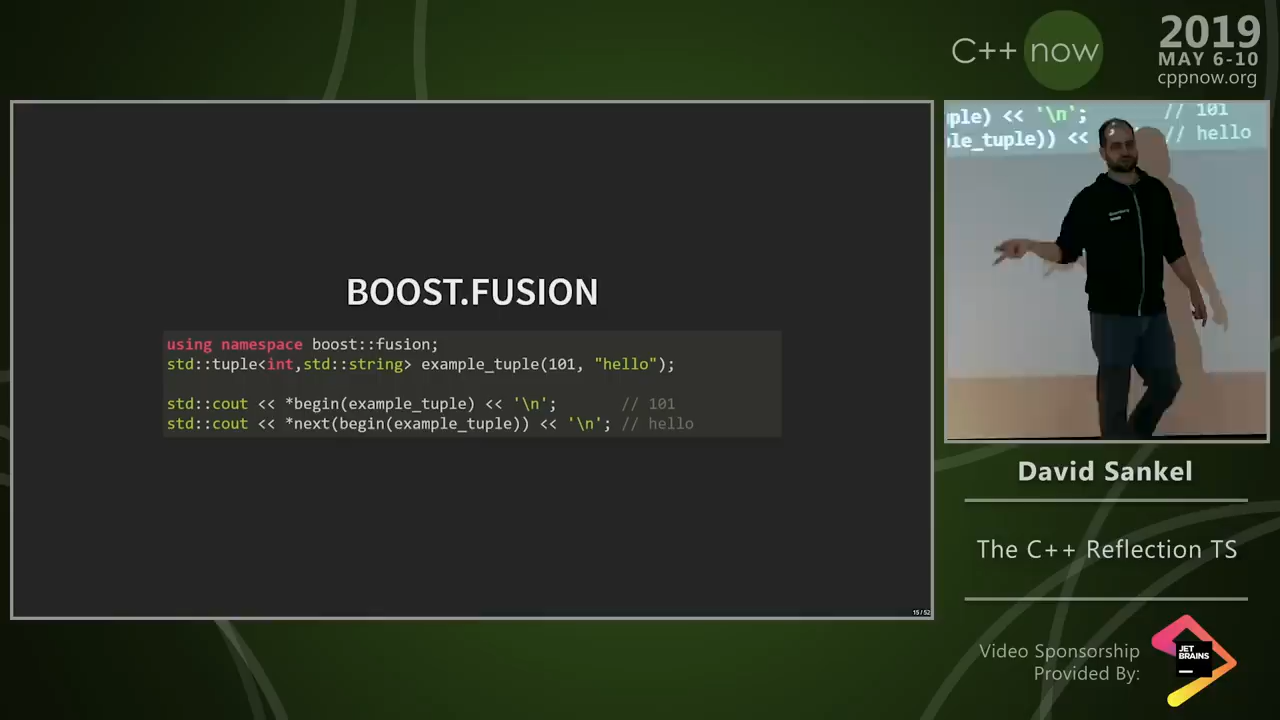 C++ now
2019
MAY 6-10
cppnow.org
BOOST.FUSION
using namespace boost::fusion;
std::tuple<int,std::string> example_tuple(101, "hello");
std::cout << *begin(example_tuple) << '\n';       // 101
std::cout << *next(begin(example_tuple)) << '\n'; // hello
15 / 52
ple) << '\n'; // 101
le_tuple)) << // hello
David Sankel
The C++ Reflection TS
Video Sponsorship
Provided By:
JET
BRAINS